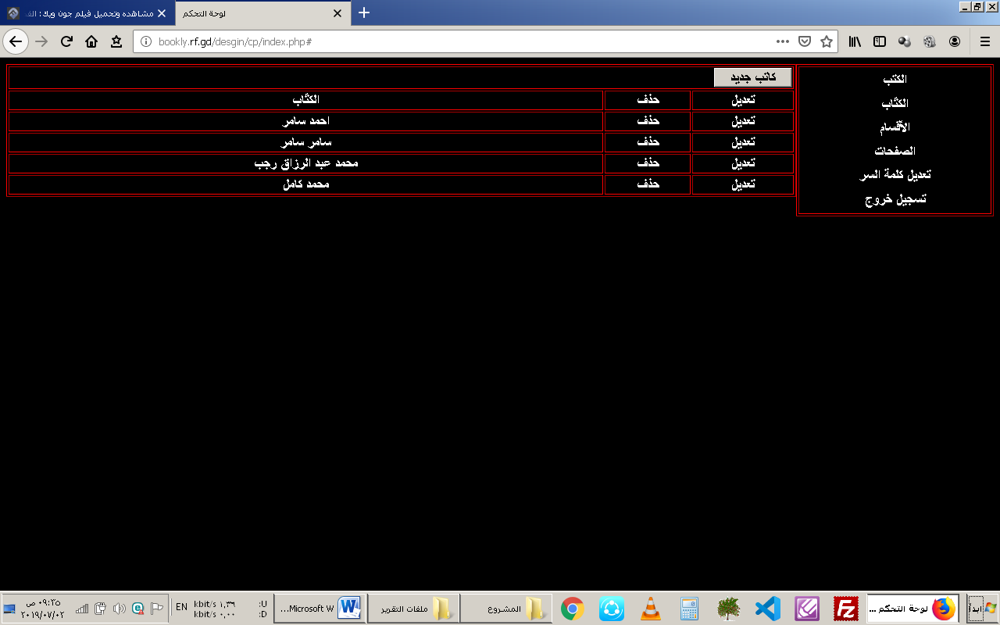 مشاهده وتحميل فيلم جون ويك: الف
لوحة التحكم
bookly.rf.gd/desgin/cp/index.php#
كاتب جديد
تعديل حذف الكتّاب
تعديل حذف احمد سامر
تعديل حذف سامر سامر
تعديل حذف محمد عبد الرزاق رجب
تعديل حذف محمد كامل
الكتب
الكتّاب
الأقسام
الصفحات
تعديل كلمة السر
تسجيل خروج
ابدأ
لوحة التحكم ...
المشروع
ملفات التقرير
Microsoft W...
U: ١,٣٦ kbit/s
D: ٠,٠٠ kbit/s
EN
٠٩:٣٥ ص
٢٠١٩/٠٧/٠٢